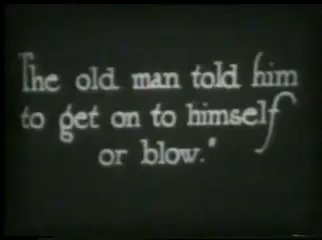 The old man told him
to get on to himself
or blow."